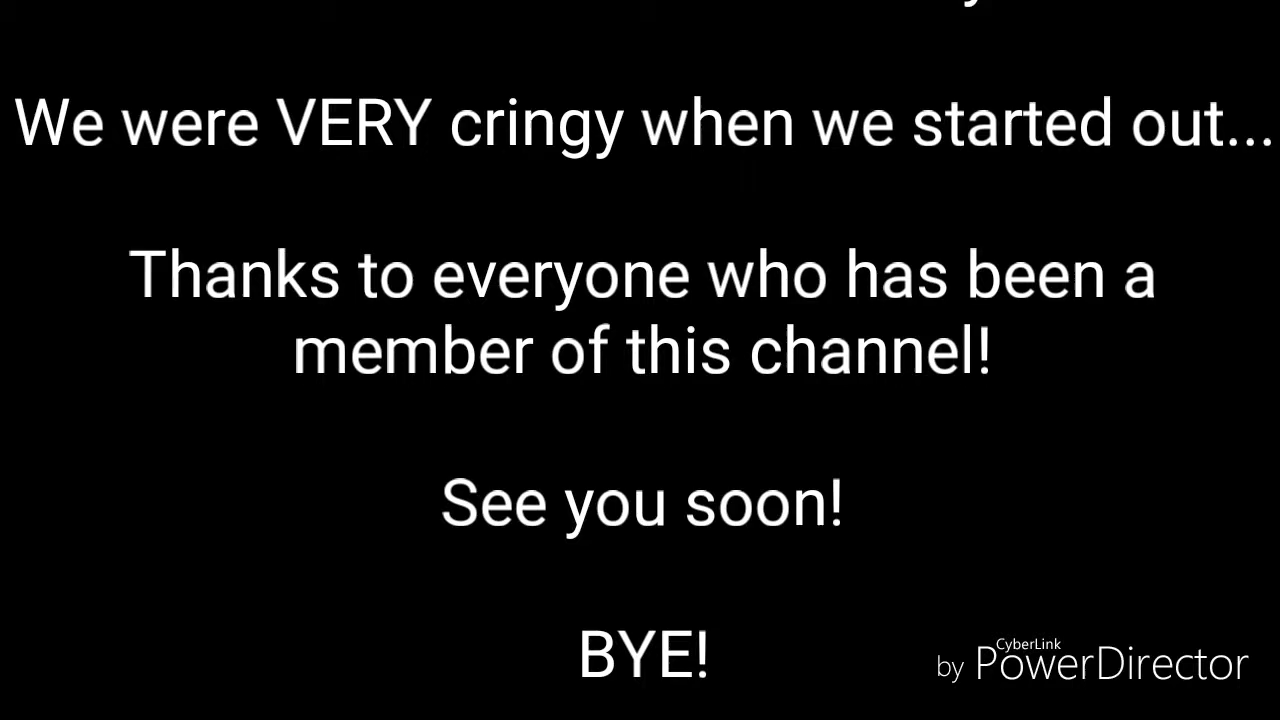 We were VERY cringy when we started out...
Thanks to everyone who has been a
member of this channel!
See you soon!
BYE!
CyberLink
by PowerDirector